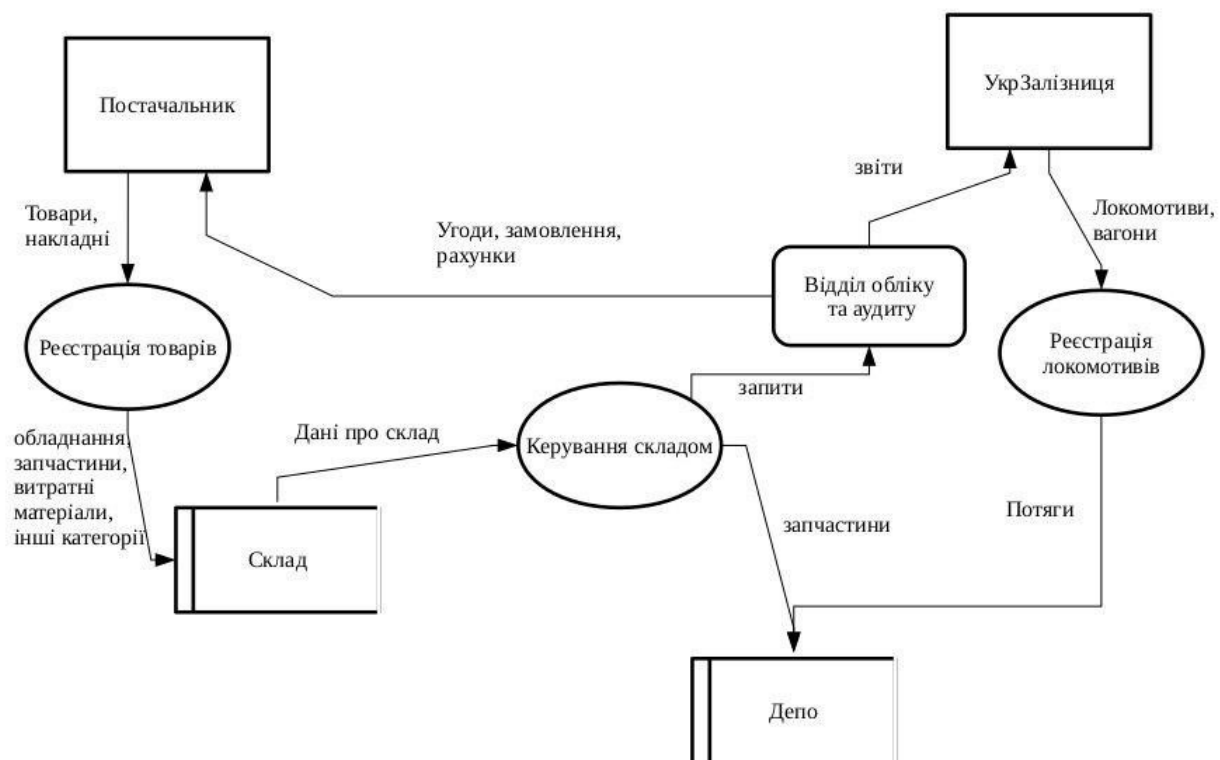 Постачальник
УкрЗалізниця
звіти
Товари,
накладні
Локомотиви,
вагони
Угоди, замовлення,
рахунки
Відділ обліку
та аудиту
Реєстрація товарів
Реєстрація
локомотивів
запити
обладнання,
запчастини,
витратні
матеріали,
інші категорії
Дані про склад
Керування складом
Потяги
запчастини
Склад
Депо